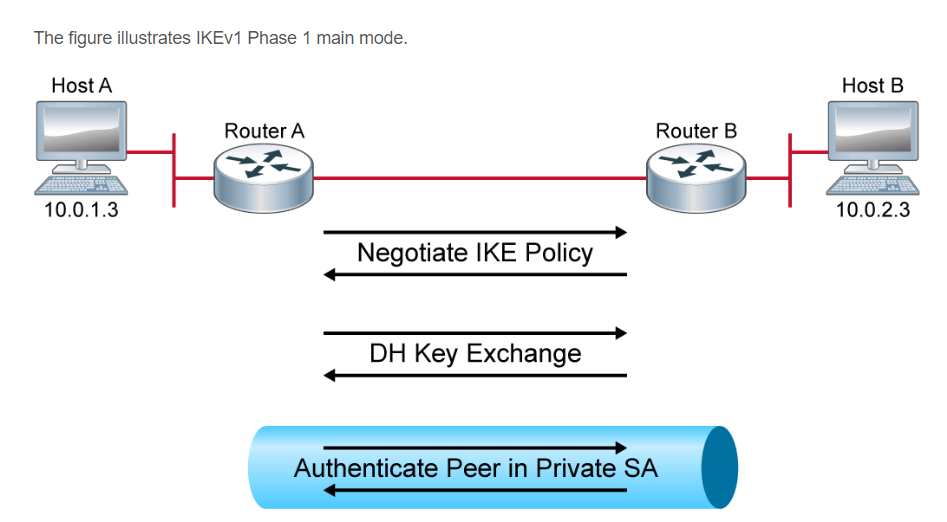 The figure illustrates IKEv1 Phase 1 main mode.
Host A
Host B
Router A
Router B
10.0.1.3
10.0.2.3
Negotiate IKE Policy
DH Key Exchange
Authenticate Peer in Private SA